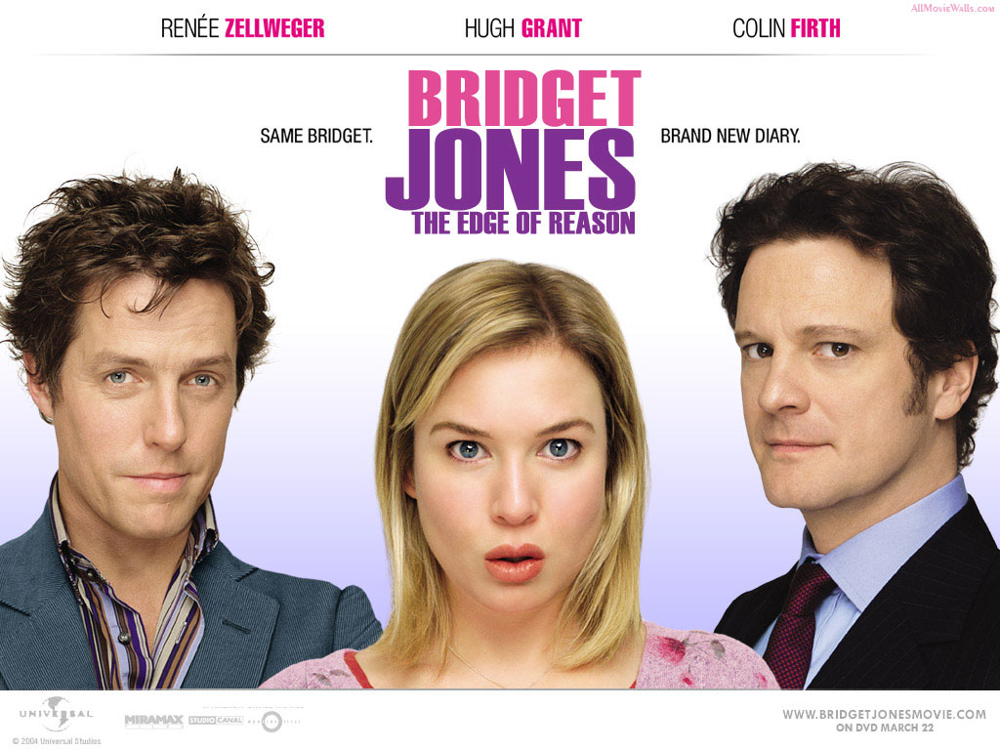 AllMovieWalls.com
RENÉE ZELLWEGER HUGH GRANT COLIN FIRTH
BRIDGET
JONES
THE EDGE OF REASON
SAME BRIDGET. BRAND NEW DIARY.
UNIVERSAL
© 2004 Universal Studios
MIRAMAX
STUDIO CANAL
WWW.BRIDGETJONESMOVIE.COM
ON DVD MARCH 22